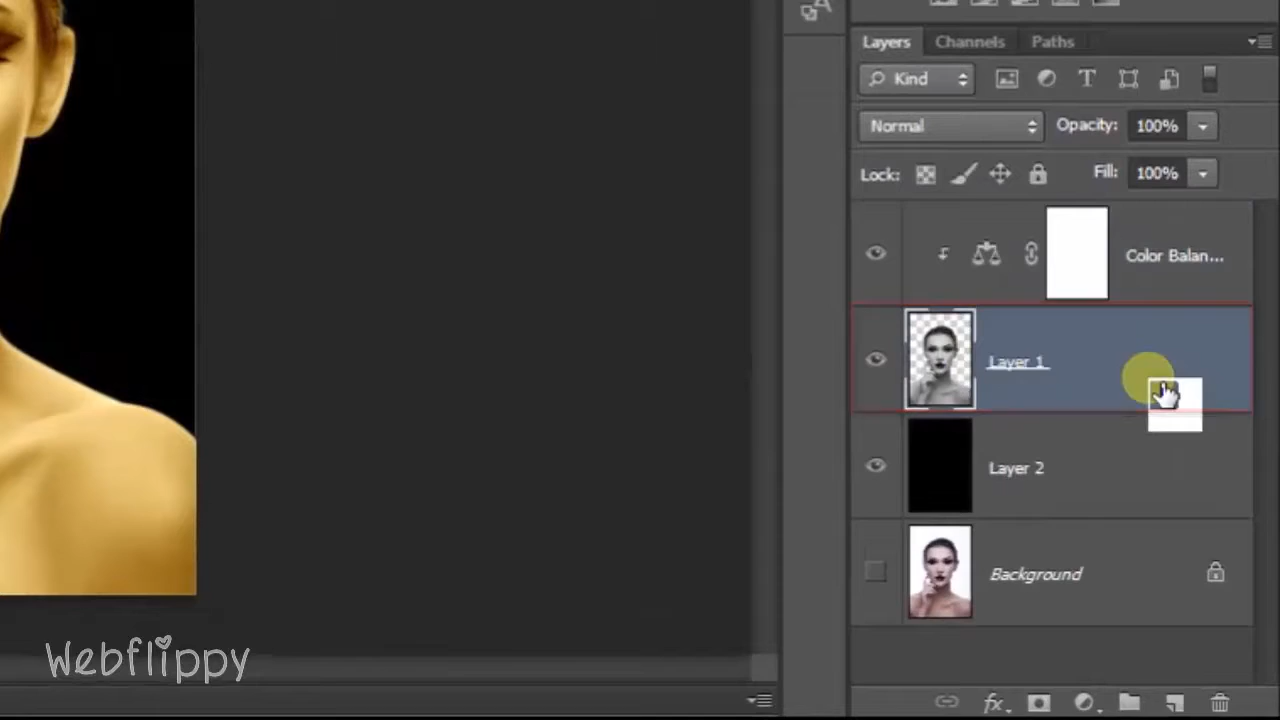 Layers Channels Paths
Kind
Normal Opacity: 100%
Lock: Fill: 100%
Color Balan...
Layer 1
Layer 2
Background
Webflippy